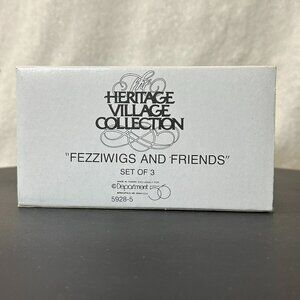 The
HERITAGE
VILLAGE
COLLECTION
"FEZZIWIGS AND FRIENDS"
SET OF 3
©Department 56
5928-5